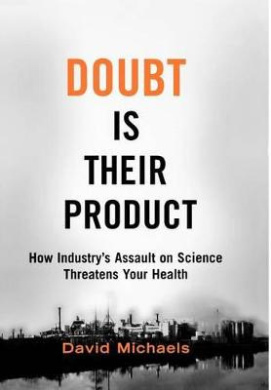 DOUBT
IS
THEIR
PRODUCT
How Industry's Assault on Science
Threatens Your Health
David Michaels